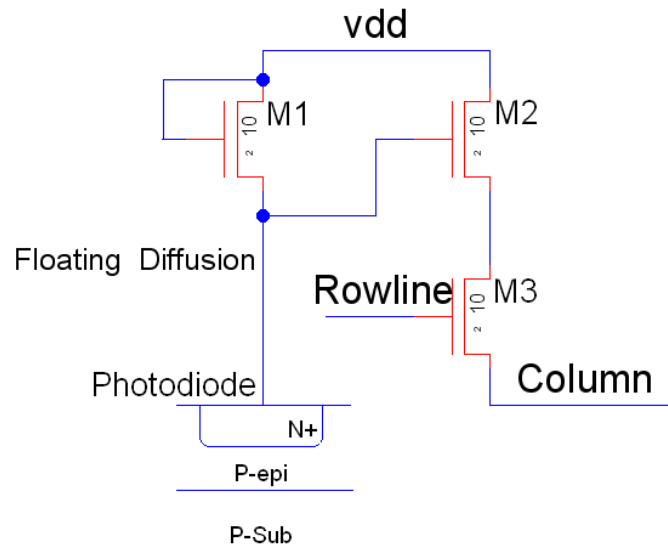 vdd
M1
10
2
M2
10
2
Floating Diffusion
Rowline
M3
10
2
Photodiode
Column
N+
P-epi
P-Sub